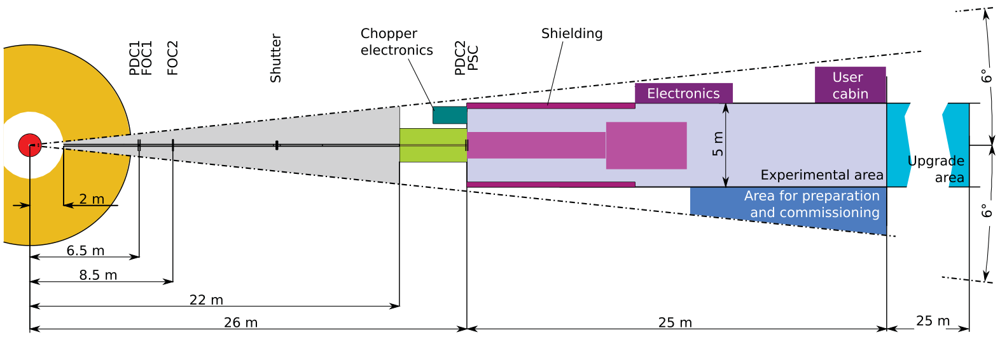 PDC1
FOC1
FOC2
Shutter
Chopper
electronics
PDC2
PSC
Shielding
Electronics
User
cabin
6°
5 m
Experimental area
Upgrade
area
Area for preparation
and commissioning
6°
2 m
6.5 m
8.5 m
22 m
26 m
25 m
25 m